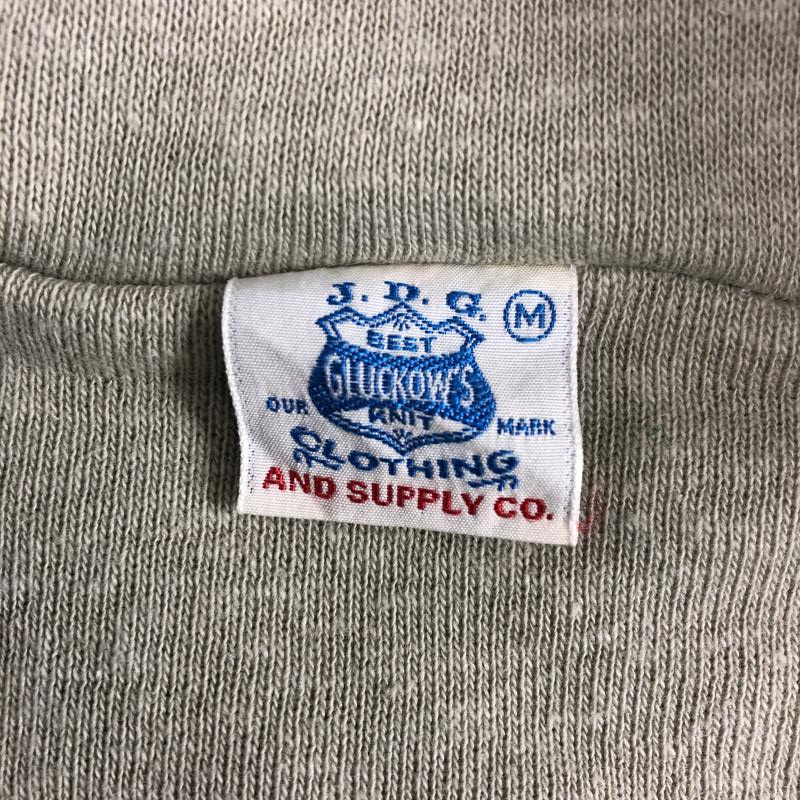 J.D.G. M
BEST
GLUCKOW'S
OUR KNIT MARK
CLOTHING
AND SUPPLY CO.